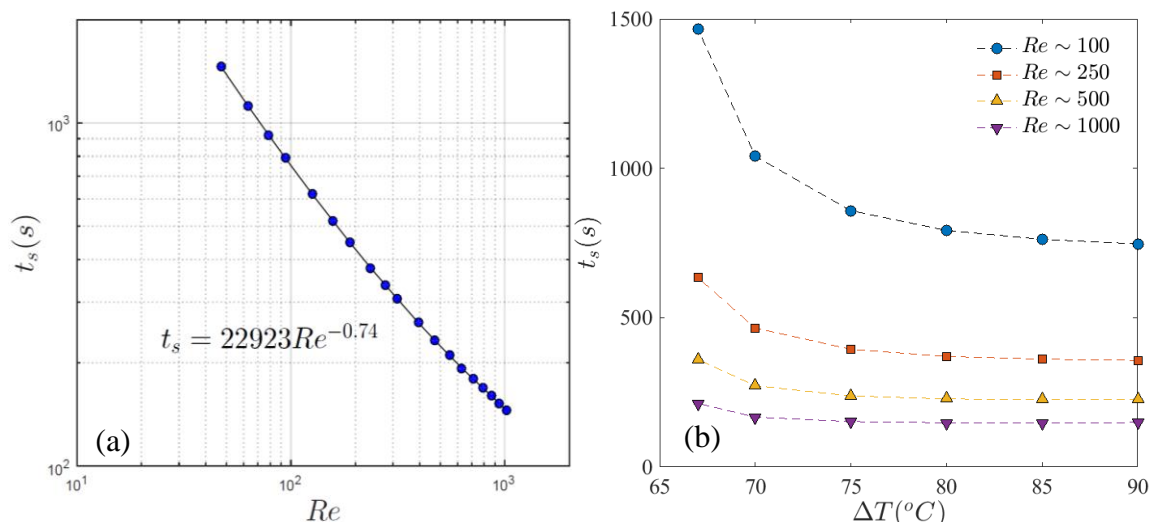 t_s(s)
10^3
10^2
t_s = 22923Re^{-0.74}
(a)
10^1
10^2
10^3
Re
t_s(s)
1500
1000
500
0
Re ∼ 100
Re ∼ 250
Re ∼ 500
Re ∼ 1000
(b)
65
70
75
80
85
90
ΔT(°C)